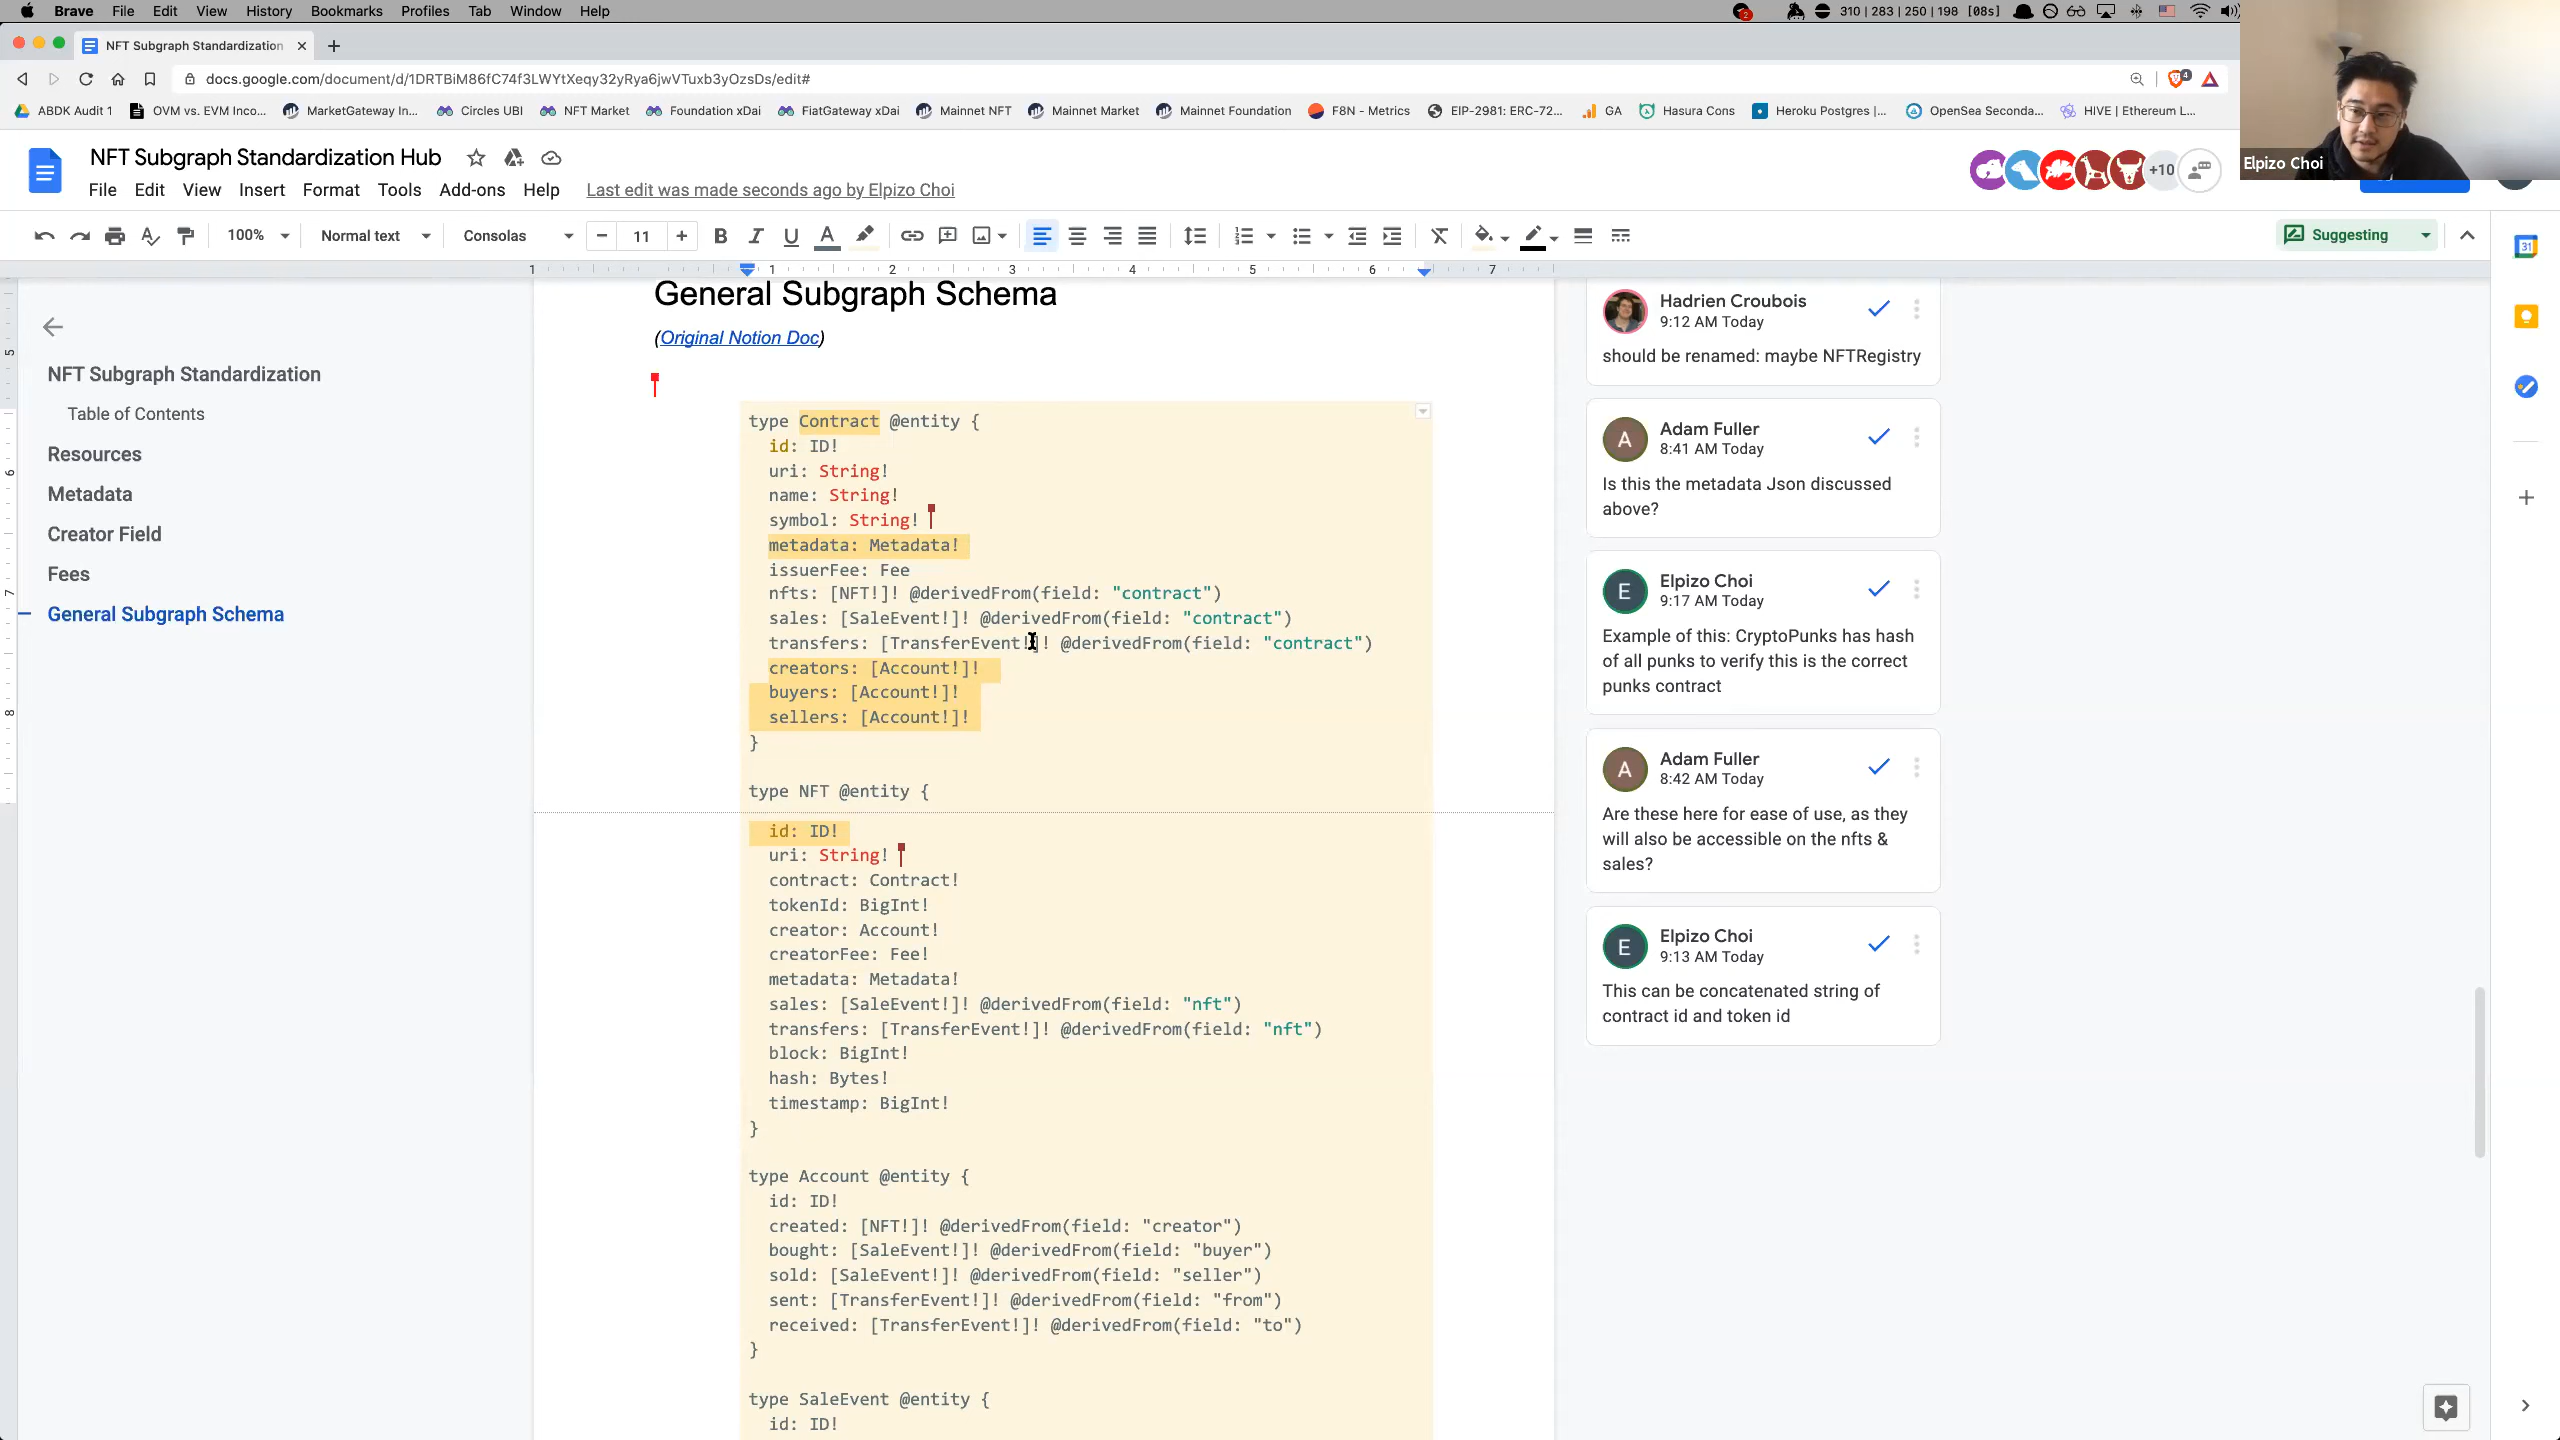 Brave File Edit View History Bookmarks Profiles Tab Window Help
2 310 | 283 | 250 | 198 [08s]
NFT Subgraph Standardization
docs.google.com/document/d/1DRTBiM86fC74f3LWYtXeqy32yRya6jwVTuxb3yOzsDs/edit#
4
ABDK Audit 1 OVM vs. EVM Inco... MarketGateway In... Circles UBI NFT Market Foundation xDai FiatGateway xDai Mainnet NFT Mainnet Market Mainnet Foundation F8N - Metrics EIP-2981: ERC-72... GA Hasura Cons Heroku Postgres |... OpenSea Seconda... HIVE | Ethereum L...
NFT Subgraph Standardization Hub
File Edit View Insert Format Tools Add-ons Help Last edit was made seconds ago by Elpizo Choi
+10
Elpizo Choi
100% Normal text Consolas 11 Suggesting
31
1 1 2 3 4 5 6 7
5
6
7
8
NFT Subgraph Standardization
Table of Contents
Resources
Metadata
Creator Field
Fees
General Subgraph Schema
General Subgraph Schema
(Original Notion Doc)
type Contract @entity {
id: ID!
uri: String!
name: String!
symbol: String!
metadata: Metadata!
issuerFee: Fee
nfts: [NFT!]! @derivedFrom(field: "contract")
sales: [SaleEvent!]! @derivedFrom(field: "contract")
transfers: [TransferEvent!]! @derivedFrom(field: "contract")
creators: [Account!]!
buyers: [Account!]!
sellers: [Account!]!
}
type NFT @entity {
id: ID!
uri: String!
contract: Contract!
tokenId: BigInt!
creator: Account!
creatorFee: Fee!
metadata: Metadata!
sales: [SaleEvent!]! @derivedFrom(field: "nft")
transfers: [TransferEvent!]! @derivedFrom(field: "nft")
block: BigInt!
hash: Bytes!
timestamp: BigInt!
}
type Account @entity {
id: ID!
created: [NFT!]! @derivedFrom(field: "creator")
bought: [SaleEvent!]! @derivedFrom(field: "buyer")
sold: [SaleEvent!]! @derivedFrom(field: "seller")
sent: [TransferEvent!]! @derivedFrom(field: "from")
received: [TransferEvent!]! @derivedFrom(field: "to")
}
type SaleEvent @entity {
id: ID!
Hadrien Croubois
9:12 AM Today
should be renamed: maybe NFTRegistry
A
Adam Fuller
8:41 AM Today
Is this the metadata Json discussed
above?
E
Elpizo Choi
9:17 AM Today
Example of this: CryptoPunks has hash
of all punks to verify this is the correct
punks contract
A
Adam Fuller
8:42 AM Today
Are these here for ease of use, as they
will also be accessible on the nfts &
sales?
E
Elpizo Choi
9:13 AM Today
This can be concatenated string of
contract id and token id